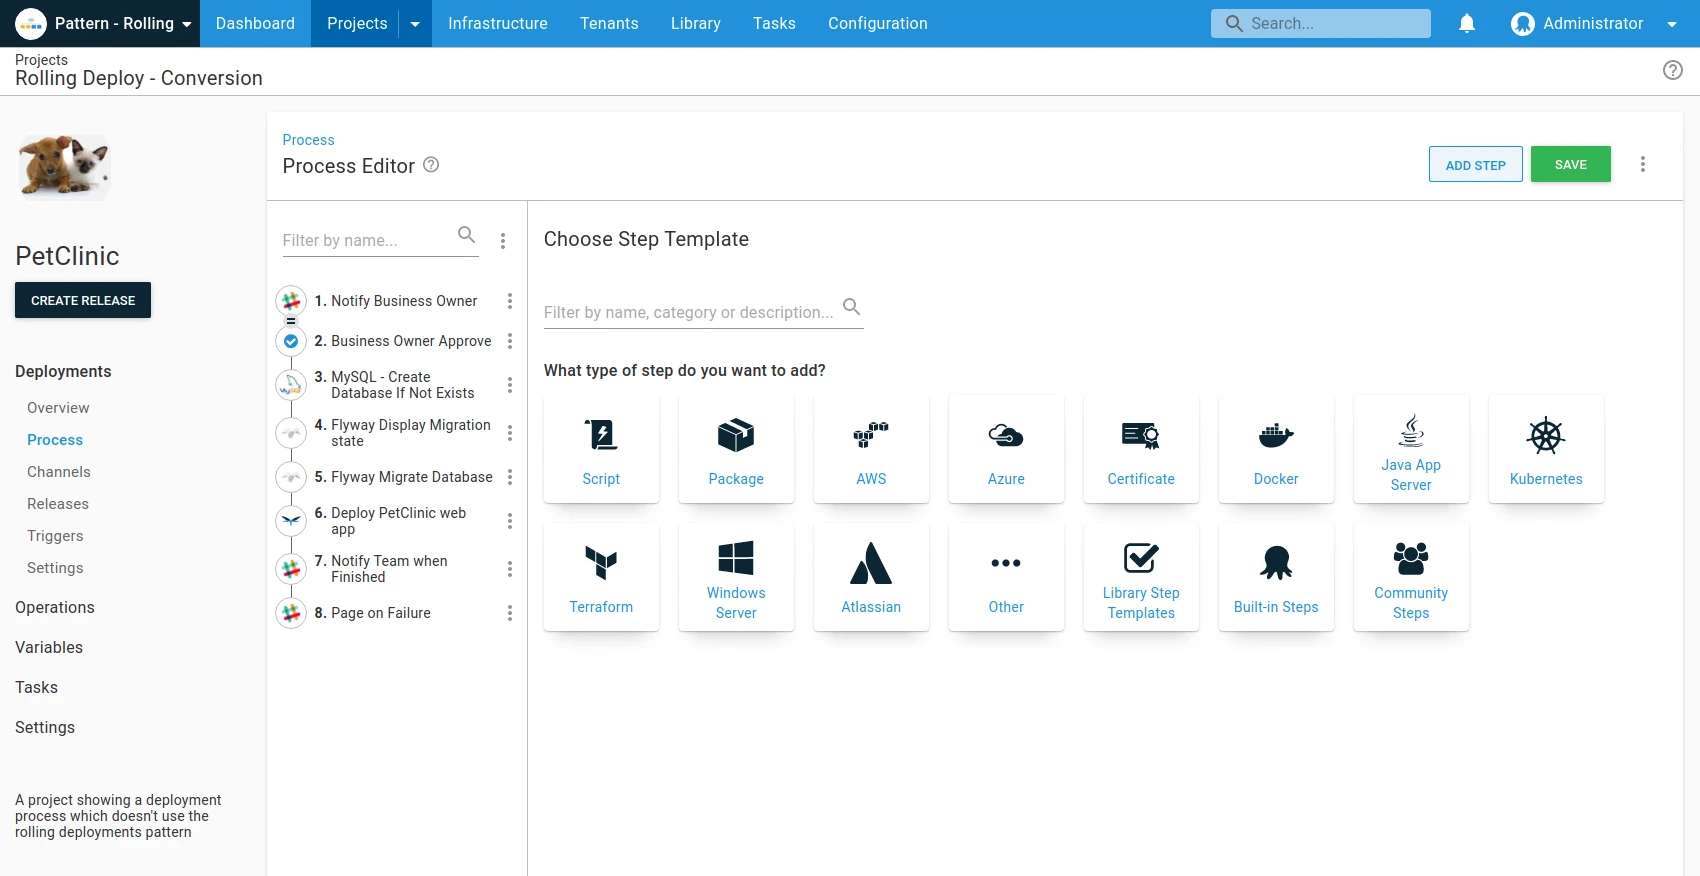 Pattern - Rolling
Dashboard
Projects
Infrastructure
Tenants
Library
Tasks
Configuration
Search...
Administrator
Projects
Rolling Deploy - Conversion
PetClinic
CREATE RELEASE
Deployments
Overview
Process
Channels
Releases
Triggers
Settings
Operations
Variables
Tasks
Settings
A project showing a deployment
process which doesn't use the
rolling deployments pattern
Process
Process Editor
ADD STEP
SAVE
Filter by name...
1. Notify Business Owner
2. Business Owner Approve
3. MySQL - Create
Database If Not Exists
4. Flyway Display Migration
state
5. Flyway Migrate Database
6. Deploy PetClinic web
app
7. Notify Team when
Finished
8. Page on Failure
Choose Step Template
Filter by name, category or description...
What type of step do you want to add?
Script
Package
AWS
Azure
Certificate
Docker
Java App
Server
Kubernetes
Terraform
Windows
Server
Atlassian
Other
Library Step
Templates
Built-in Steps
Community
Steps